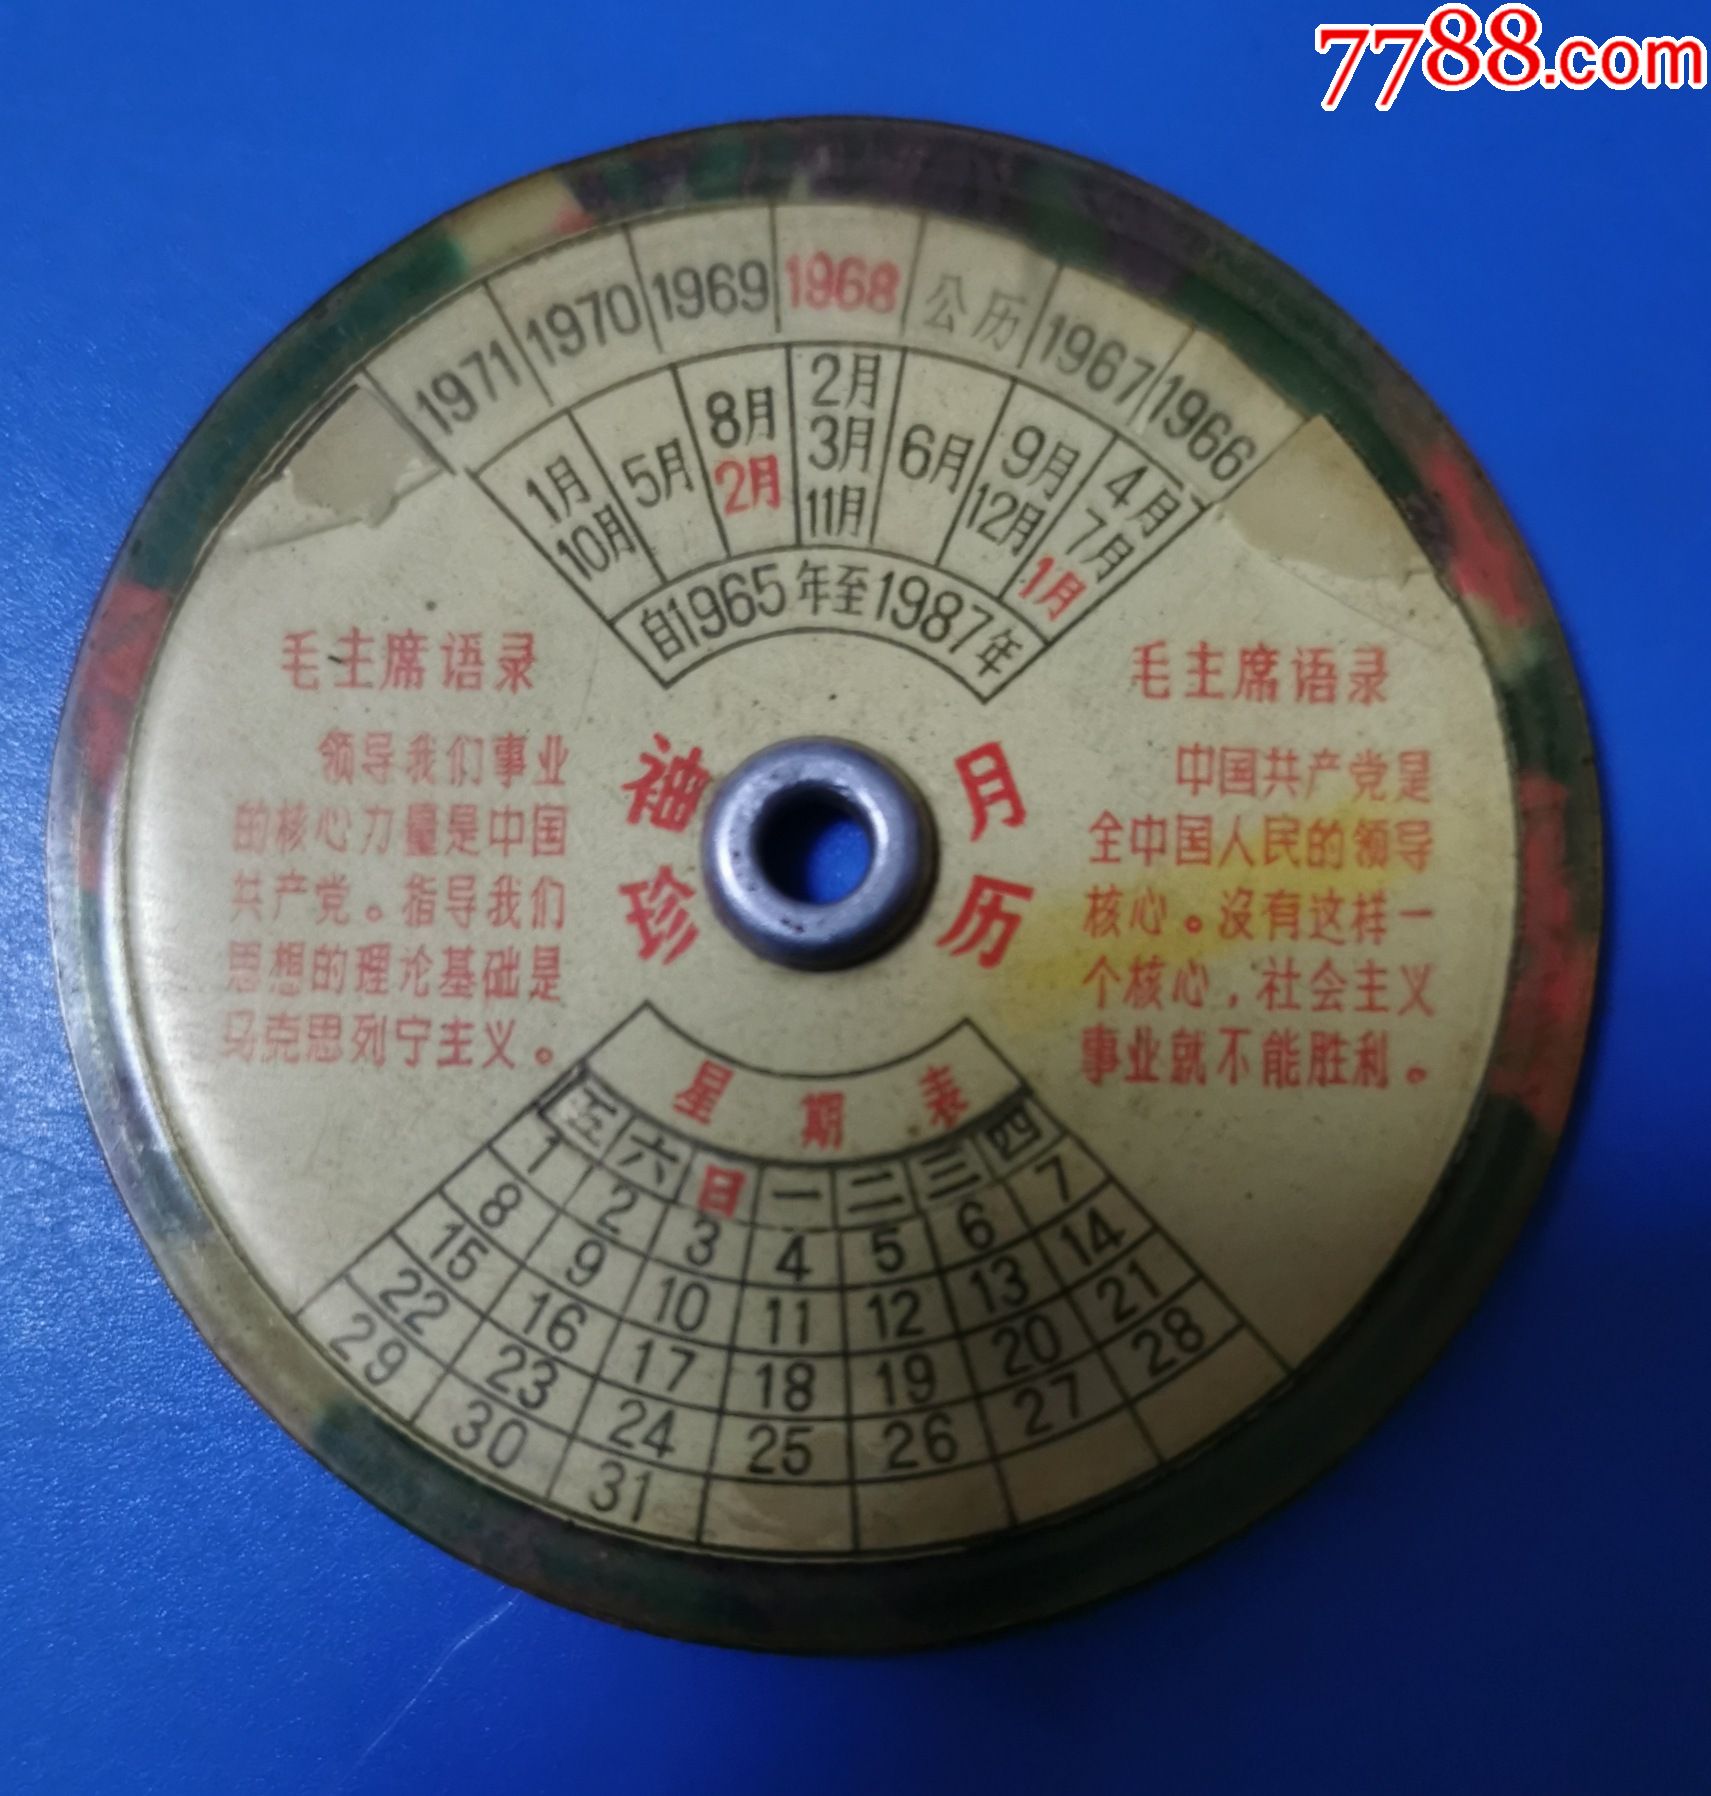 7788.com
1971 1970 1969 1968 公历 1967 1966
1月 5月 8月 2月 6月 9月 4月
10月 2月 3月 12月 7月
11月 1月
自1965年至1987年
毛主席语录
领导我们事业
的核心力量是中国
共产党。指导我们
思想的理论基础是
马克思列宁主义。
袖珍
月历
毛主席语录
中国共产党是
全中国人民的领导
核心。没有这样一
个核心，社会主义
事业就不能胜利。
星期表
五 六 日 一 二 三 四
1 2 3 4 5 6 7
8 9 10 11 12 13 14
15 16 17 18 19 20 21
22 23 24 25 26 27 28
29 30 31